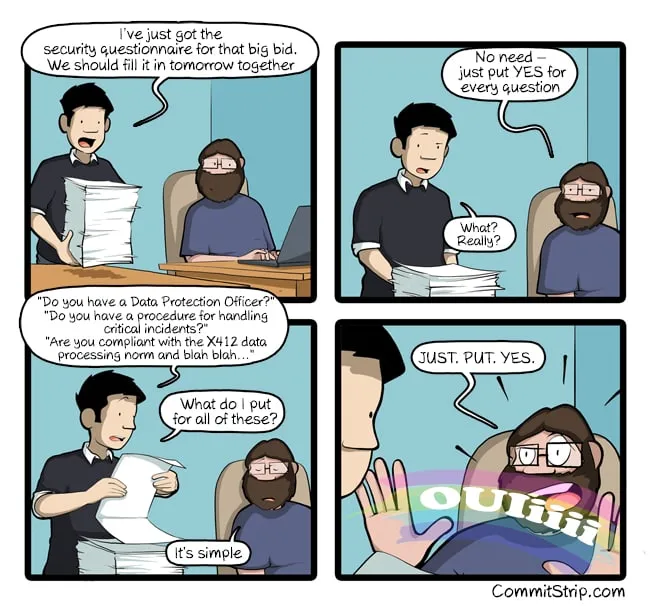 I've just got the
security questionnaire for that big bid.
We should fill it in tomorrow together
No need –
just put YES for
every question
What?
Really?
"Do you have a Data Protection Officer?"
"Do you have a procedure for handling
critical incidents?"
"Are you compliant with the X412 data
processing norm and blah blah..."
What do I put
for all of these?
It's simple
JUST. PUT. YES.
OUIiiii
CommitStrip.com